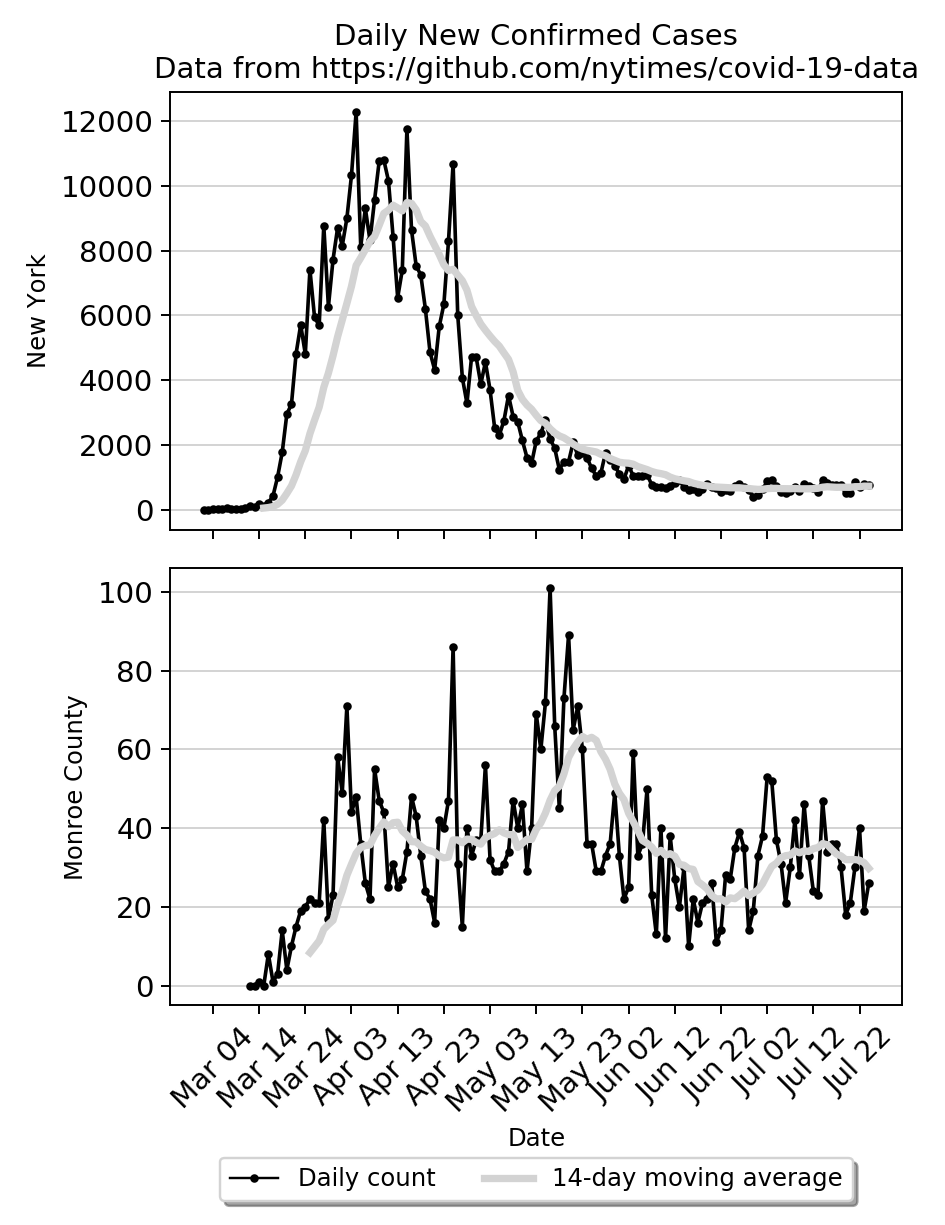 Daily New Confirmed Cases
Data from https://github.com/nytimes/covid-19-data
12000
10000
8000
6000
4000
2000
0
New York
100
80
60
40
20
0
Monroe County
Mar 04
Mar 14
Mar 24
Apr 03
Apr 13
Apr 23
May 03
May 13
May 23
Jun 02
Jun 12
Jun 22
Jul 02
Jul 12
Jul 22
Date
Daily count
14-day moving average